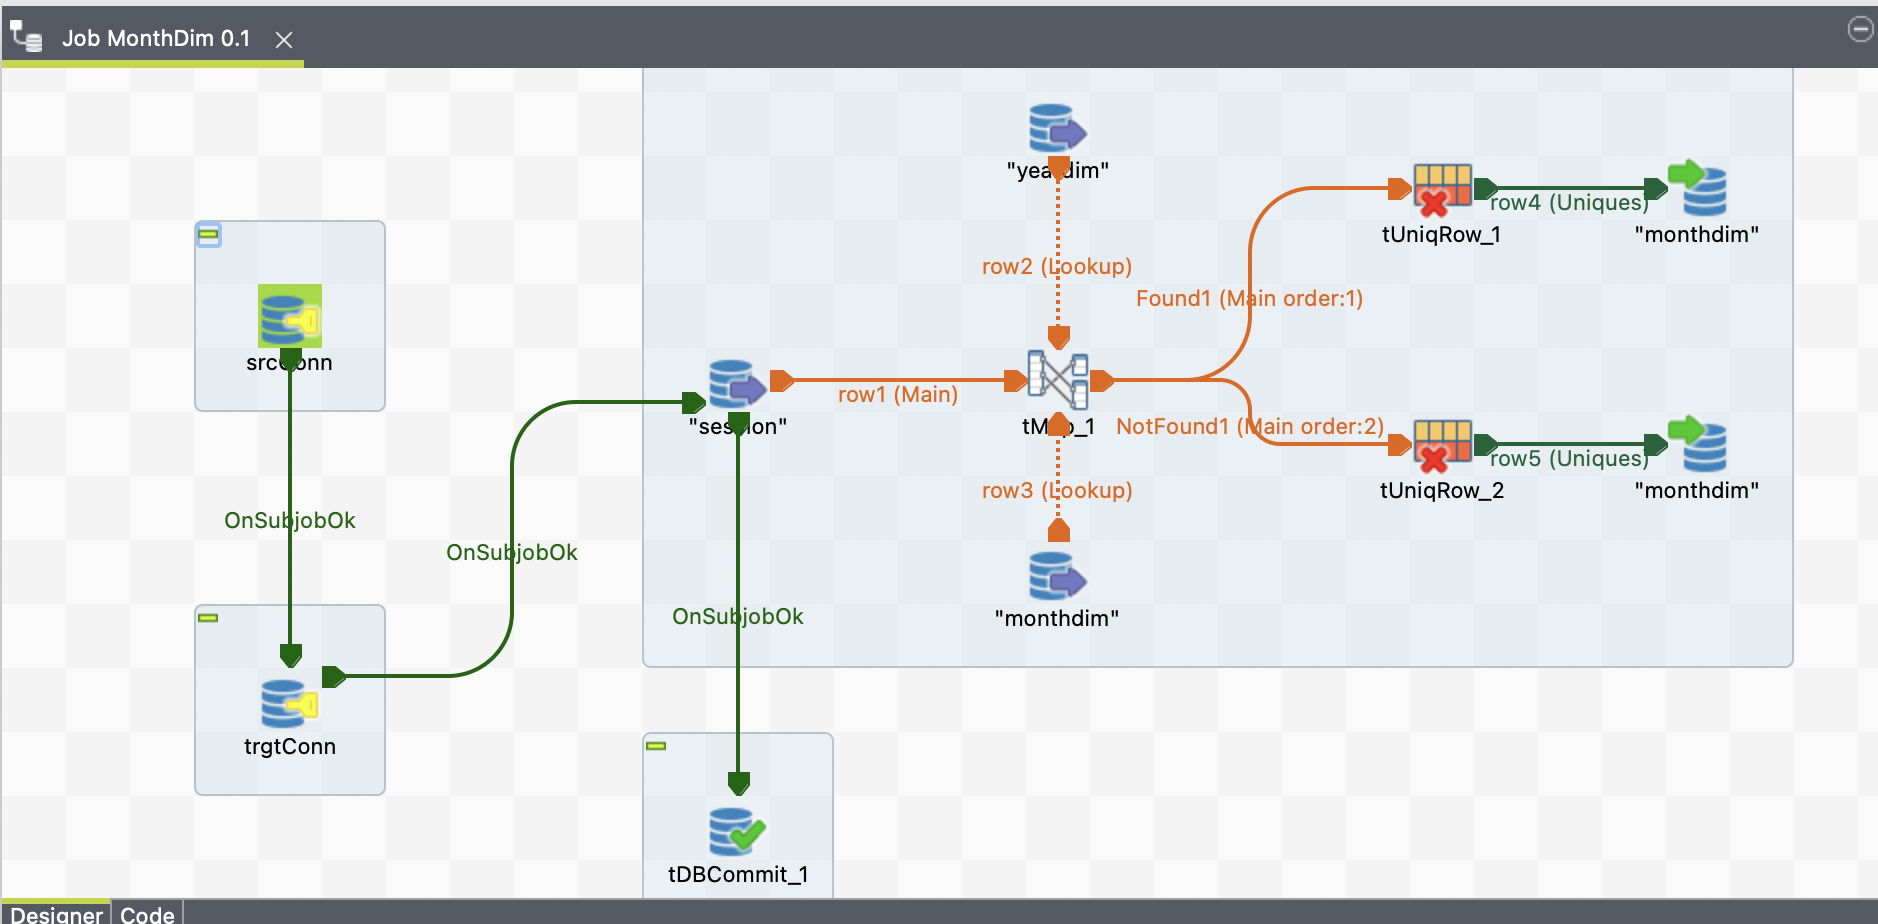 Job MonthDim 0.1
"yeardim"
row2 (Lookup)
Found1 (Main order:1)
tUniqRow_1
row4 (Uniques)
"monthdim"
srcConn
"session"
row1 (Main)
tMap_1
NotFound1 (Main order:2)
tUniqRow_2
row5 (Uniques)
"monthdim"
row3 (Lookup)
"monthdim"
OnSubjobOk
OnSubjobOk
OnSubjobOk
trgtConn
tDBCommit_1
Designer
Code